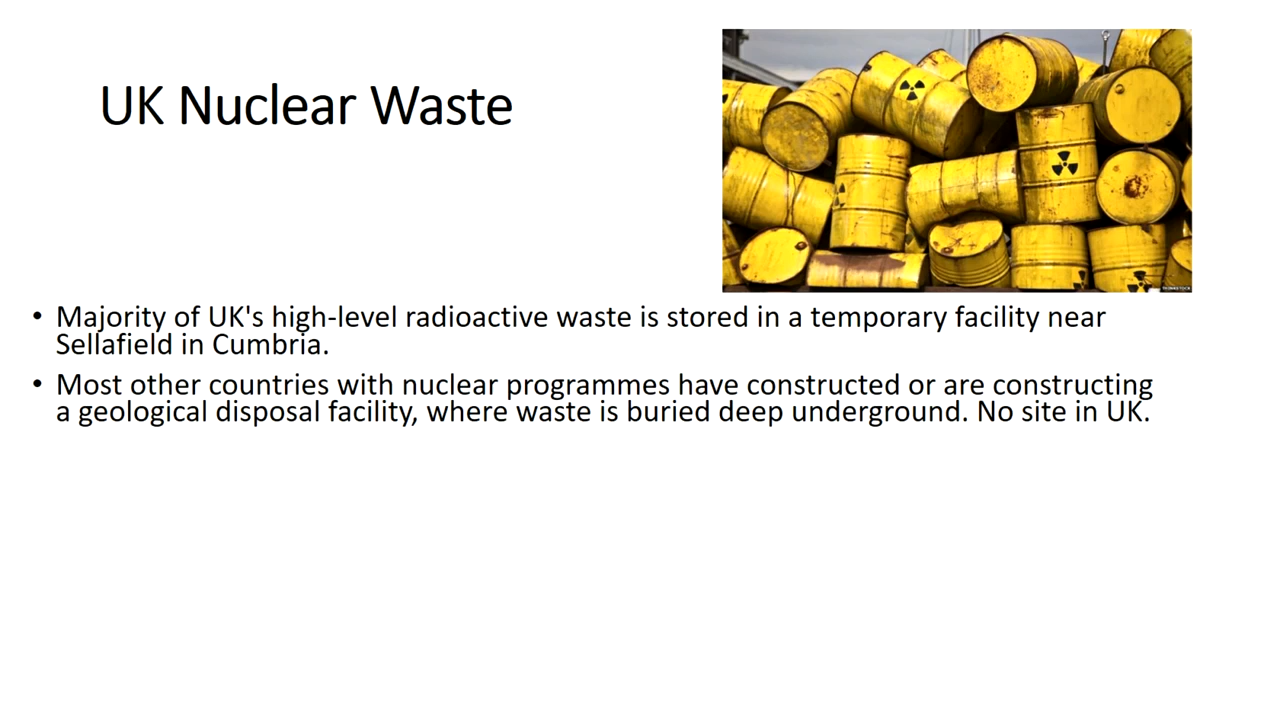 UK Nuclear Waste
• Majority of UK's high-level radioactive waste is stored in a temporary facility near
Sellafield in Cumbria.
• Most other countries with nuclear programmes have constructed or are constructing
a geological disposal facility, where waste is buried deep underground. No site in UK.